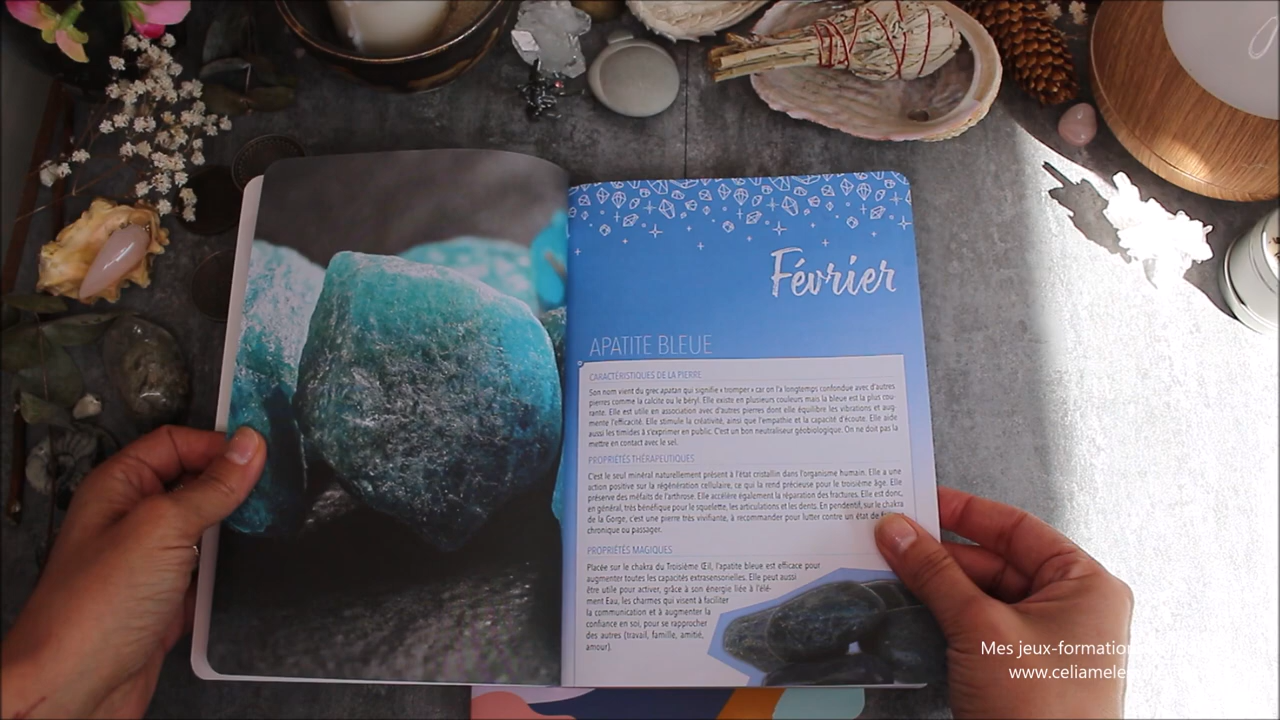 Février
APATITE BLEUE
CARACTÉRISTIQUES DE LA PIERRE
Son nom vient du grec apatan qui signifie « tromper » car on l'a longtemps confondue avec d'autres
pierres comme la calcite ou le béryl. Elle existe en plusieurs couleurs mais la bleue est la plus cou-
rante. Elle est utile en association avec d'autres pierres dont elle équilibre les vibrations et aug-
mente l'efficacité. Elle stimule la créativité, ainsi que l'empathie et la capacité d'écoute. Elle aide
aussi les timides à s'exprimer en public. C'est un bon neutraliseur géobiologique. On ne doit pas la
mettre en contact avec le sel.
PROPRIÉTÉS THÉRAPEUTIQUES
C'est le seul minéral naturellement présent à l'état cristallin dans l'organisme humain. Elle a une
action positive sur la régénération cellulaire, ce qui la rend précieuse pour le troisième âge. Elle
préserve des méfaits de l'arthrose. Elle accélère également la réparation des fractures. Elle est donc,
en général, très bénéfique pour le squelette, les articulations et les dents. En pendentif, sur le chakra
de la Gorge, c'est une pierre très vivifiante, à recommander pour lutter contre un état de
chronique ou passager.
PROPRIÉTÉS MAGIQUES
Placée sur le chakra du Troisième Œil, l'apatite bleue est efficace pour
augmenter toutes les capacités extrasensorielles. Elle peut aussi
être utile pour activer, grâce à son énergie liée à l'élé-
ment Eau, les charmes qui visent à faciliter
la communication et à augmenter la
confiance en soi, pour se rapprocher
des autres (travail, famille, amitié,
amour).
Mes jeux-formation
www.celiamele